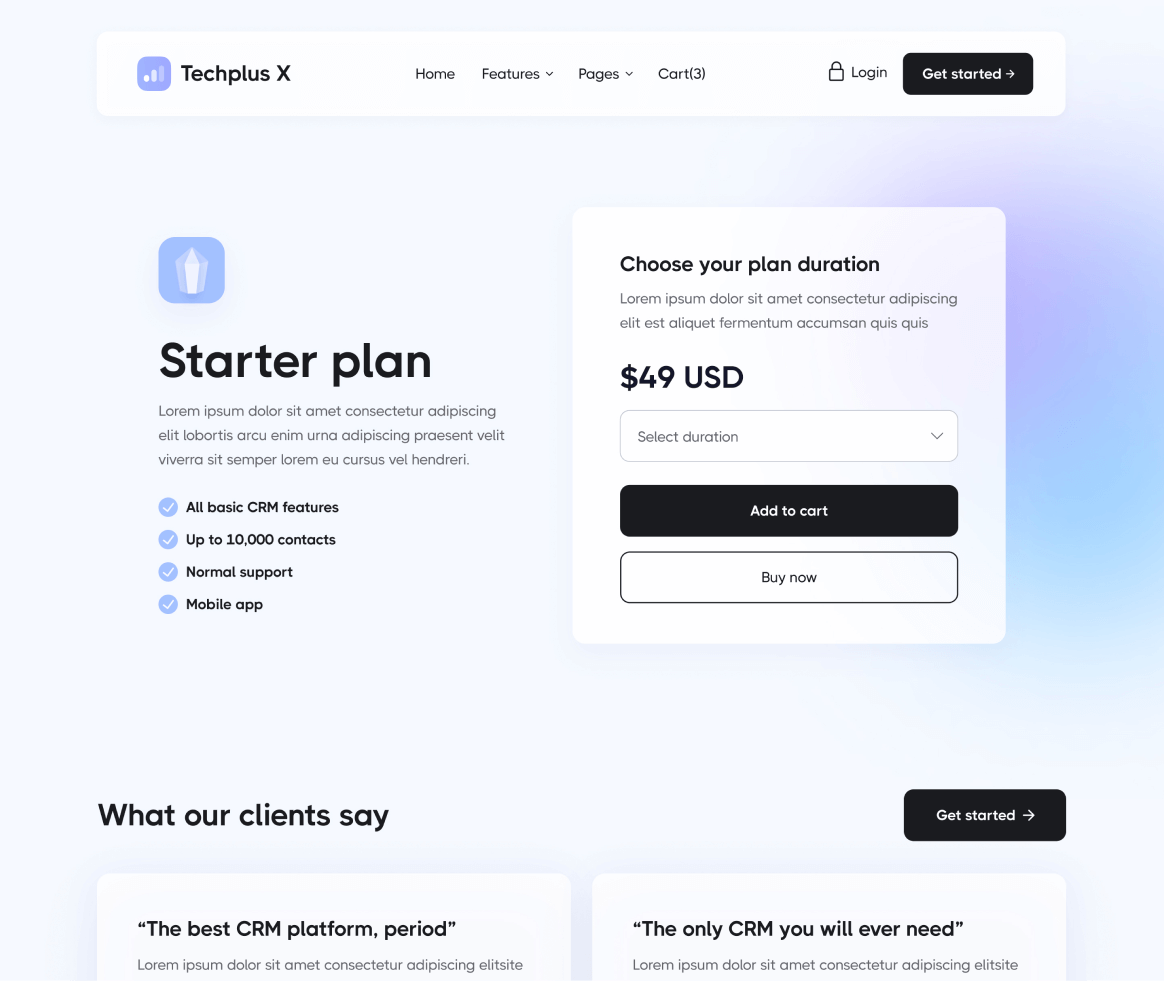 Techplus X
Home
Features
Pages
Cart(3)
Login
Get started →
Starter plan
Lorem ipsum dolor sit amet consectetur adipiscing
elit lobortis arcu enim urna adipiscing praesent velit
viverra sit semper lorem eu cursus vel hendreri.
All basic CRM features
Up to 10,000 contacts
Normal support
Mobile app
Choose your plan duration
Lorem ipsum dolor sit amet consectetur adipiscing
elit est aliquet fermentum accumsan quis quis
$49 USD
Select duration
Add to cart
Buy now
What our clients say
Get started →
“The best CRM platform, period”
Lorem ipsum dolor sit amet consectetur adipiscing elitsite
“The only CRM you will ever need”
Lorem ipsum dolor sit amet consectetur adipiscing elitsite